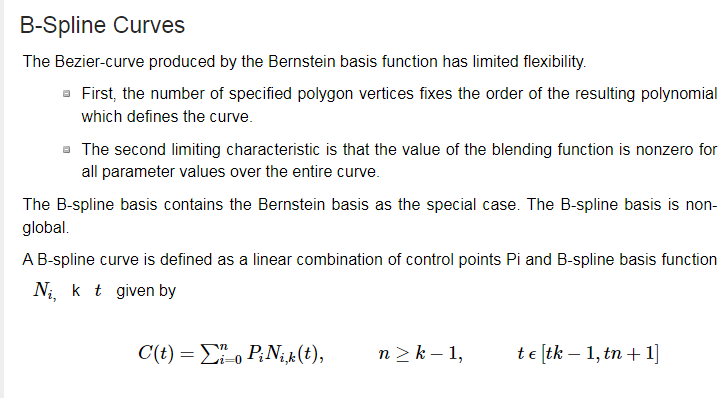 B-Spline Curves
The Bezier-curve produced by the Bernstein basis function has limited flexibility.
First, the number of specified polygon vertices fixes the order of the resulting polynomial
which defines the curve.
The second limiting characteristic is that the value of the blending function is nonzero for
all parameter values over the entire curve.
The B-spline basis contains the Bernstein basis as the special case. The B-spline basis is non-
global.
A B-spline curve is defined as a linear combination of control points Pi and B-spline basis function
N_{i,} k t given by
C(t) = ∑_{i=0}^{n} P_i N_{i,k}(t), n ≥ k − 1, t ϵ [tk − 1, tn + 1]